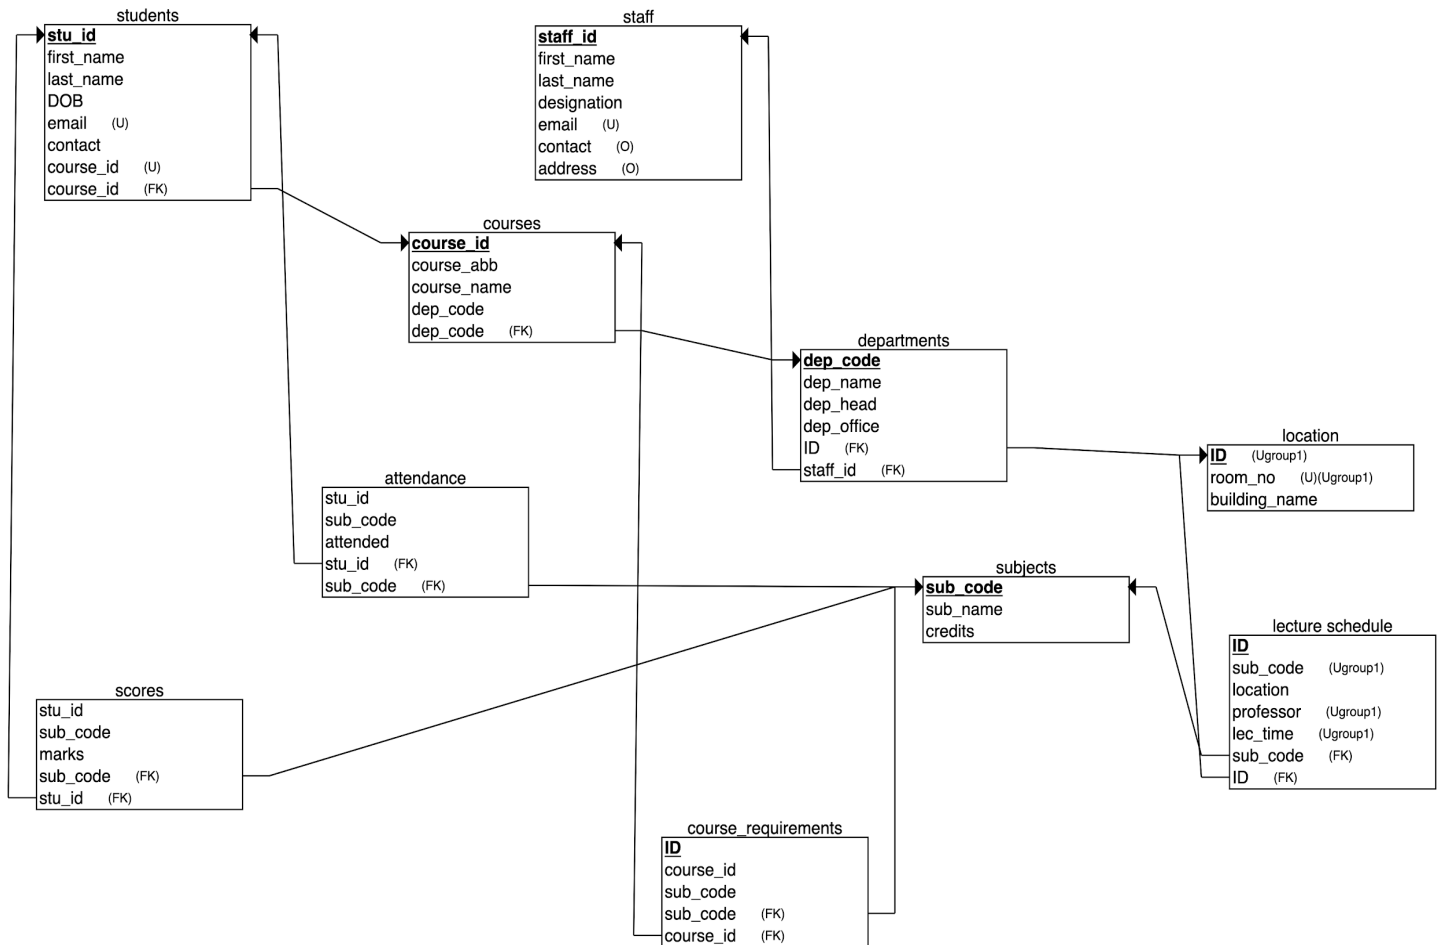 students
stu_id
first_name
last_name
DOB
email (U)
contact
course_id (U)
course_id (FK)
staff
staff_id
first_name
last_name
designation
email (U)
contact (O)
address (O)
courses
course_id
course_abb
course_name
dep_code
dep_code (FK)
departments
dep_code
dep_name
dep_head
dep_office
ID (FK)
staff_id (FK)
location
ID (Ugroup1)
room_no (U)(Ugroup1)
building_name
attendance
stu_id
sub_code
attended
stu_id (FK)
sub_code (FK)
subjects
sub_code
sub_name
credits
lecture schedule
ID
sub_code (Ugroup1)
location
professor (Ugroup1)
lec_time (Ugroup1)
sub_code (FK)
ID (FK)
scores
stu_id
sub_code
marks
sub_code (FK)
stu_id (FK)
course_requirements
ID
course_id
sub_code
sub_code (FK)
course_id (FK)